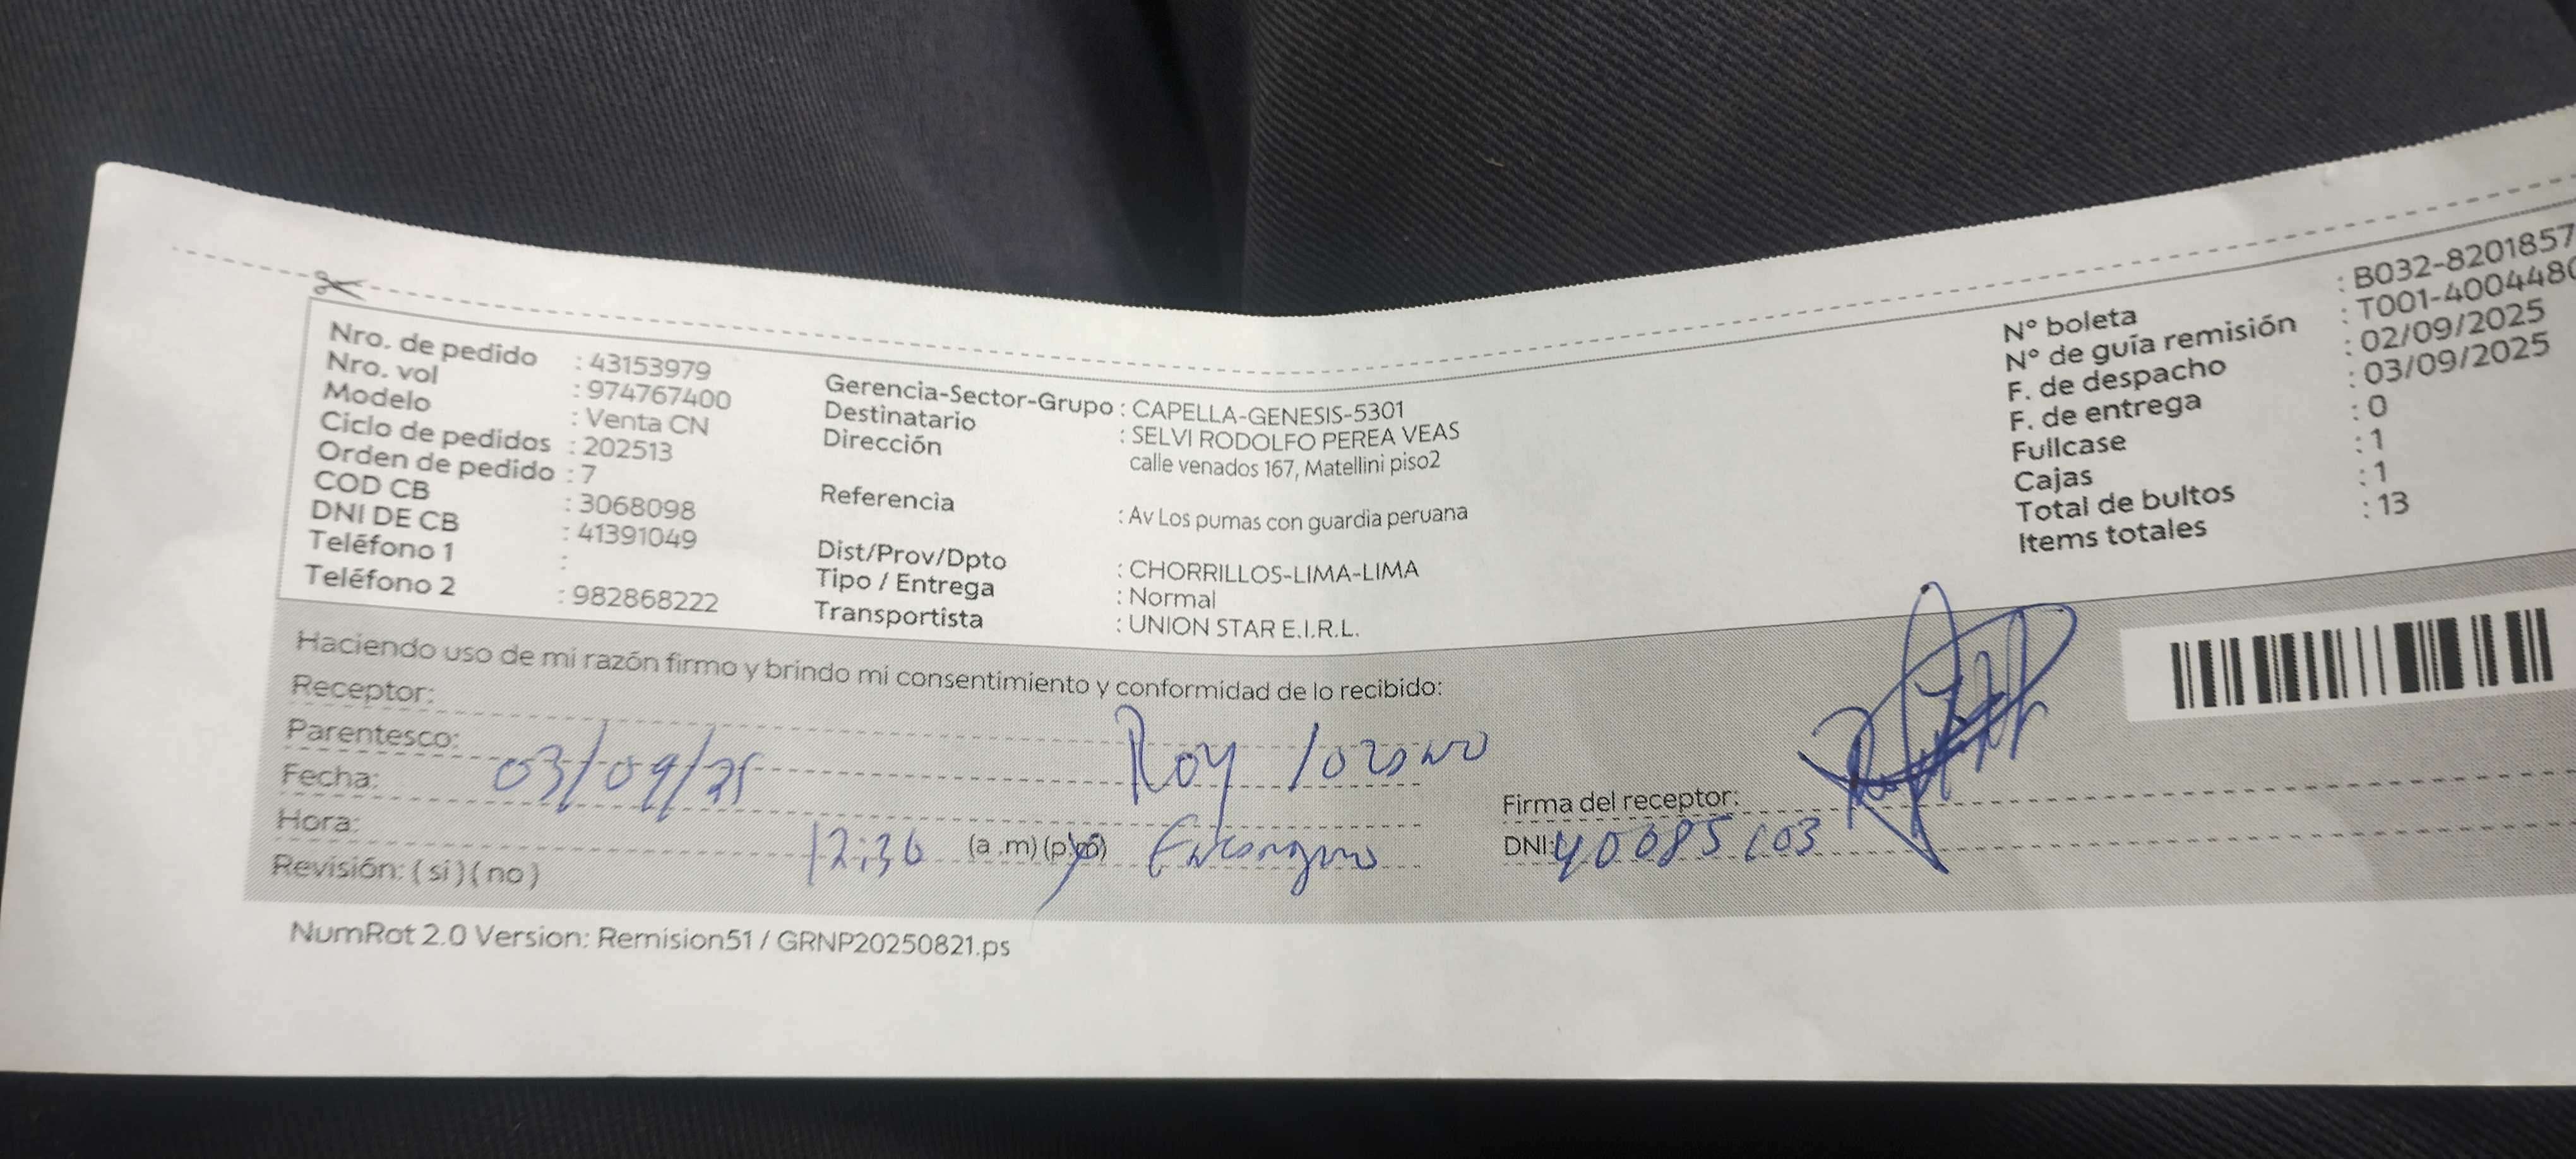 Nro. de pedido : 43153979
Nro. vol : 974767400
Modelo : Venta CN
Ciclo de pedidos : 202513
Orden de pedido : 7
COD CB : 3068098
DNI DE CB : 41391049
Teléfono 1 :
Teléfono 2 : 982868222
Gerencia-Sector-Grupo : CAPELLA-GENESIS-5301
Destinatario : SELVI RODOLFO PEREA VEAS
Dirección calle venados 167, Matellini piso2
Referencia : Av Los pumas con guardia peruana
Dist/Prov/Dpto : CHORRILLOS-LIMA-LIMA
Tipo / Entrega : Normal
Transportista : UNION STAR E.I.R.L.
N° boleta : B032-8201857
N° de guía remisión : T001-4004480
F. de despacho : 02/09/2025
F. de entrega : 03/09/2025
Fullcase : 0
Cajas : 1
Total de bultos : 1
Items totales : 13
Haciendo uso de mi razón firmo y brindo mi consentimiento y conformidad de lo recibido:
Receptor: Roy lozano
Parentesco:
Fecha: 03/09/25
Hora: 12:36 (a .m) (p.m)
Revisión: ( si ) ( no )
Firma del receptor:
DNI: 40085103
NumRot 2.0 Version: Remision51 / GRNP20250821.ps